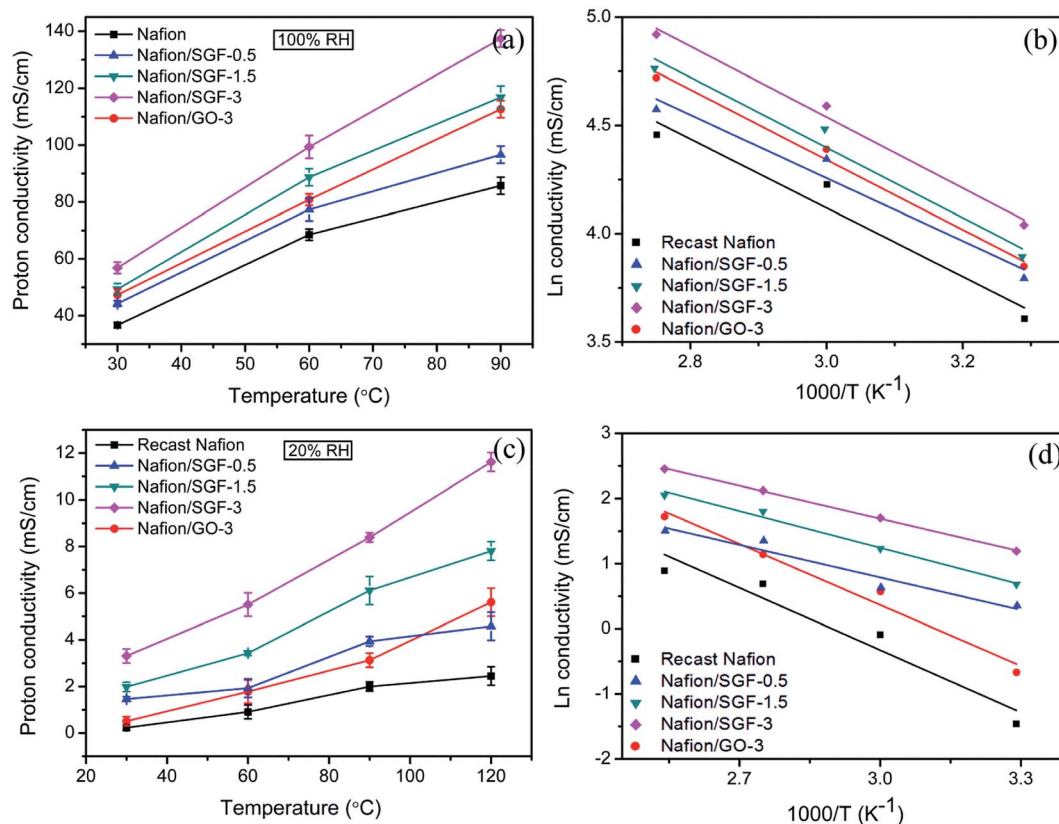 (a)
100% RH
Nafion
Nafion/SGF-0.5
Nafion/SGF-1.5
Nafion/SGF-3
Nafion/GO-3
Proton conductivity (mS/cm)
140
120
100
80
60
40
30 40 50 60 70 80 90
Temperature (°C)
(b)
Ln conductivity (mS/cm)
5.0
4.5
4.0
3.5
Recast Nafion
Nafion/SGF-0.5
Nafion/SGF-1.5
Nafion/SGF-3
Nafion/GO-3
2.8 3.0 3.2
1000/T (K⁻¹)
(c)
20% RH
Recast Nafion
Nafion/SGF-0.5
Nafion/SGF-1.5
Nafion/SGF-3
Nafion/GO-3
Proton conductivity (mS/cm)
12
10
8
6
4
2
0
20 40 60 80 100 120
Temperature (°C)
(d)
Ln conductivity (mS/cm)
3
2
1
0
-1
-2
Recast Nafion
Nafion/SGF-0.5
Nafion/SGF-1.5
Nafion/SGF-3
Nafion/GO-3
2.7 3.0 3.3
1000/T (K⁻¹)